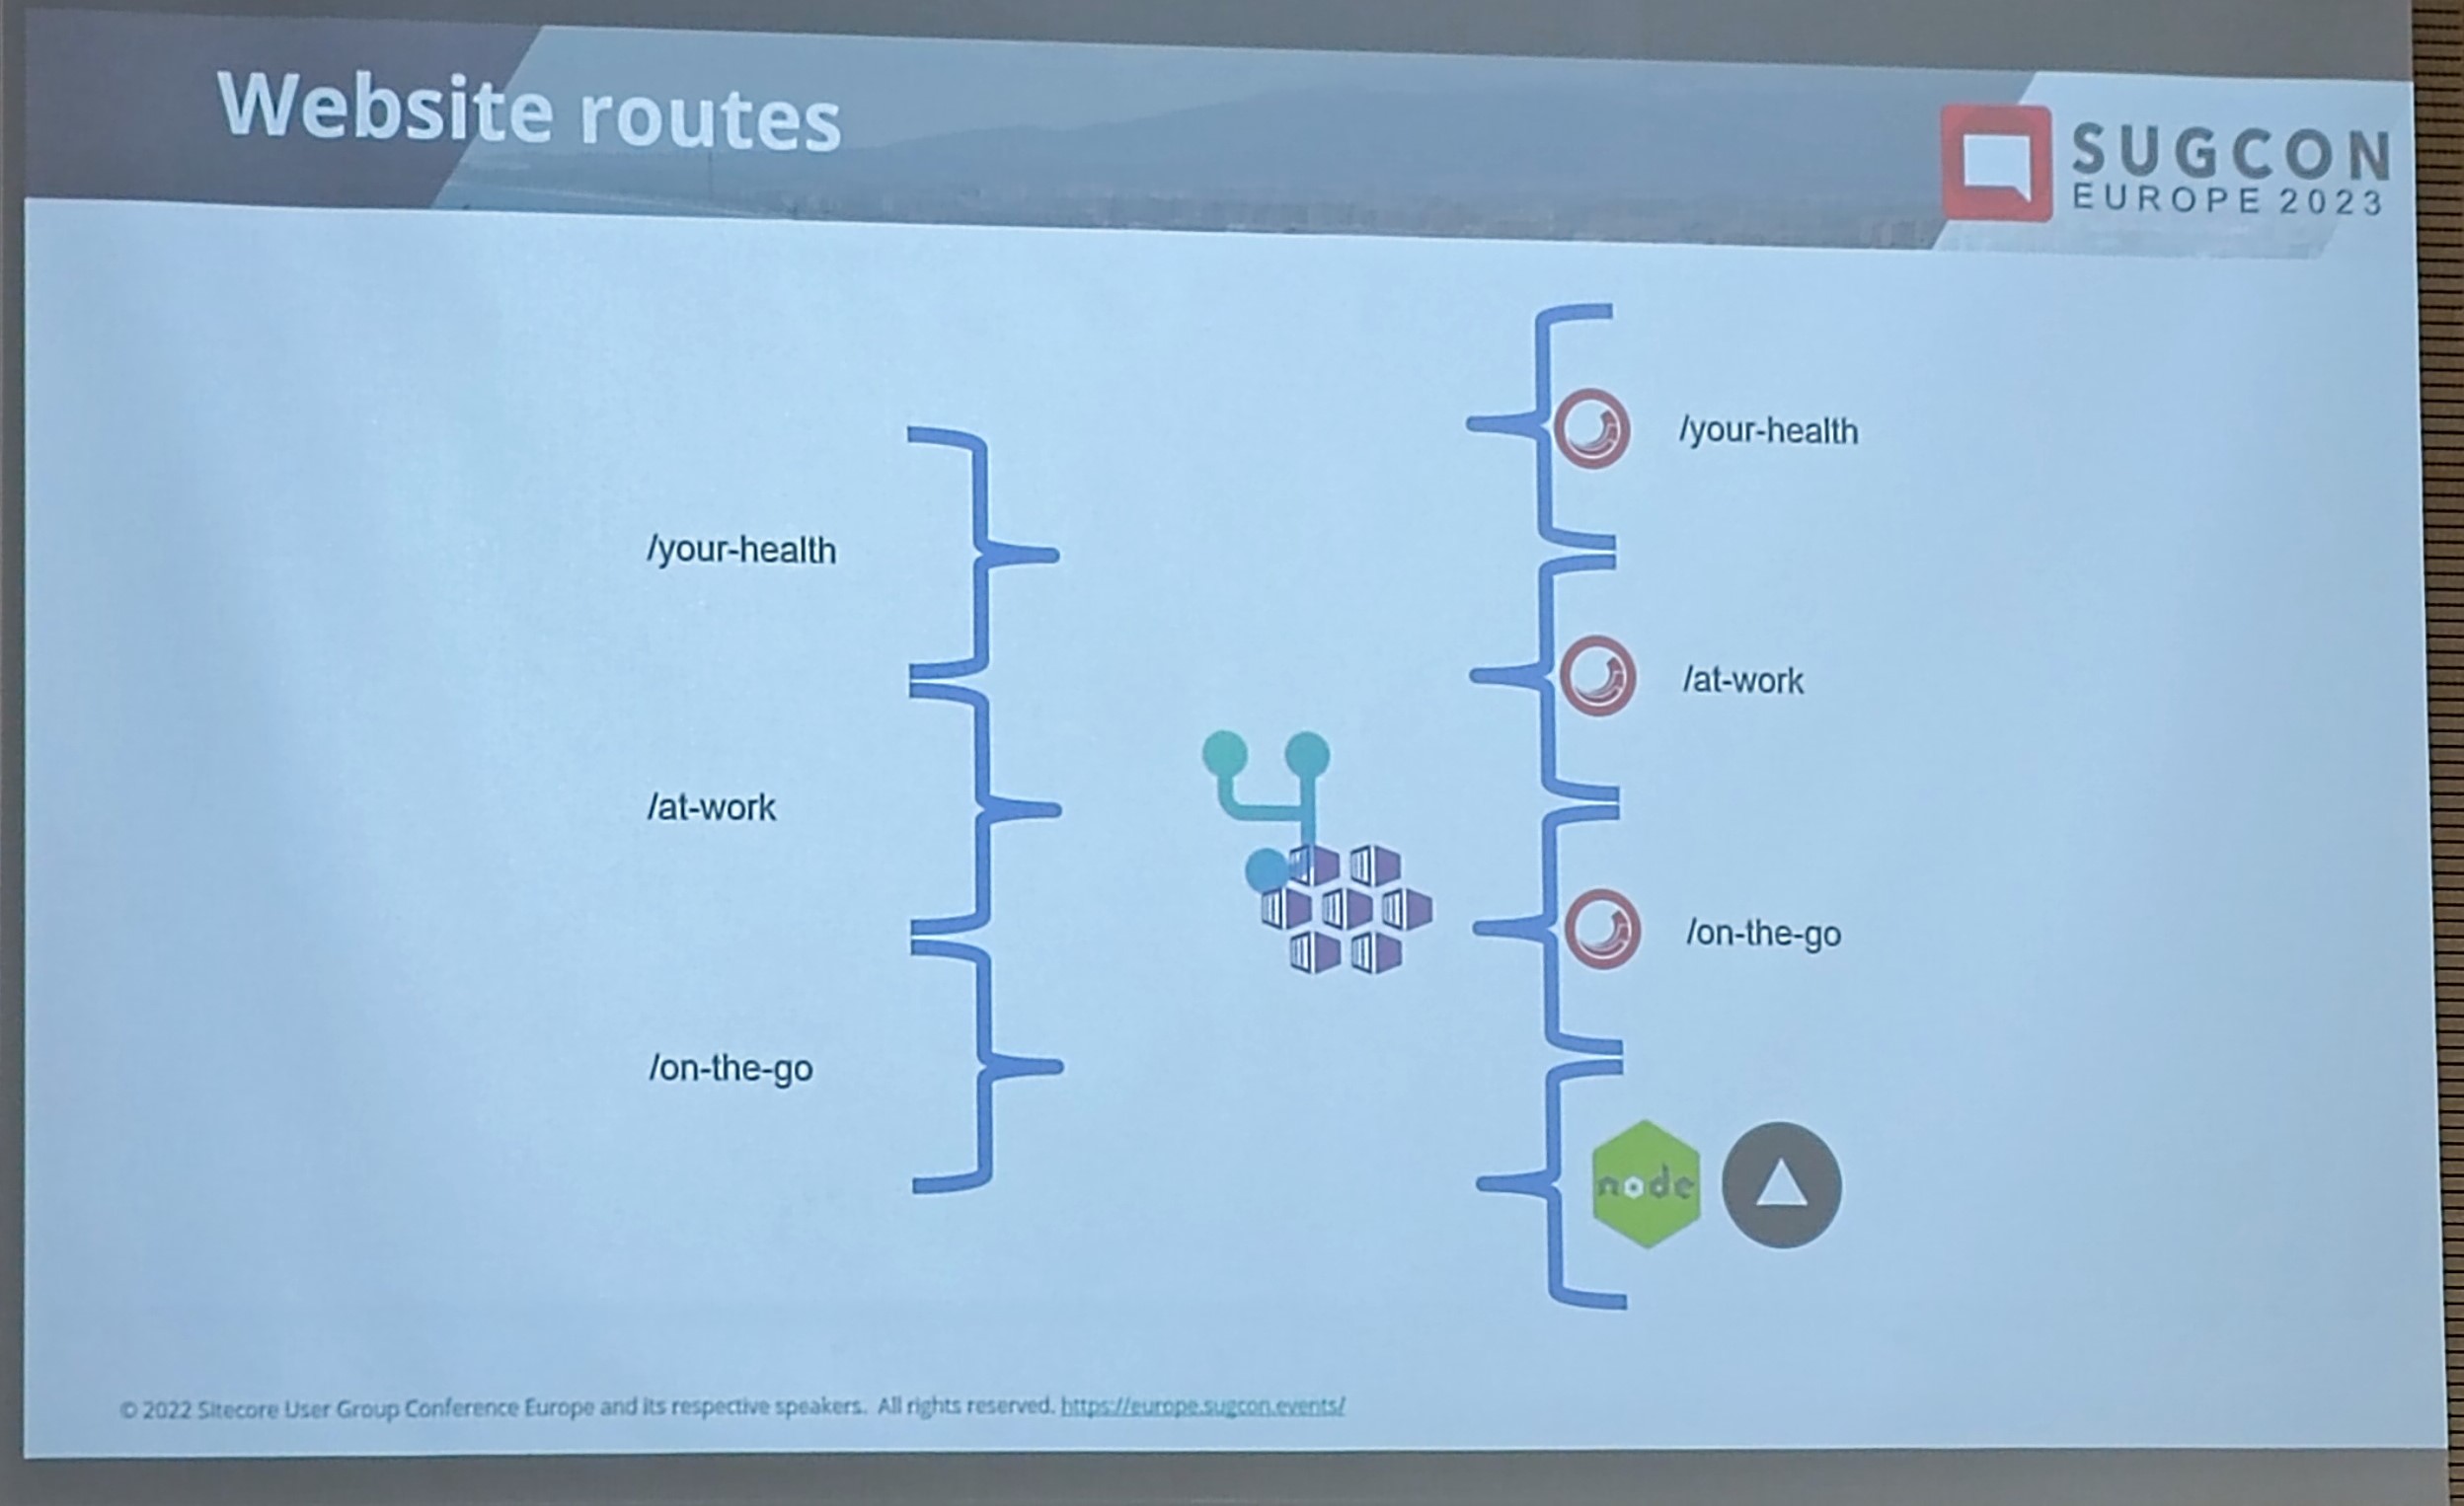 Website routes
SUGCON
EUROPE 2023
/your-health
/at-work
/on-the-go
/your-health
/at-work
/on-the-go
node
© 2022 Sitecore User Group Conference Europe and its respective speakers. All rights reserved. https://europe.sugcon.events/